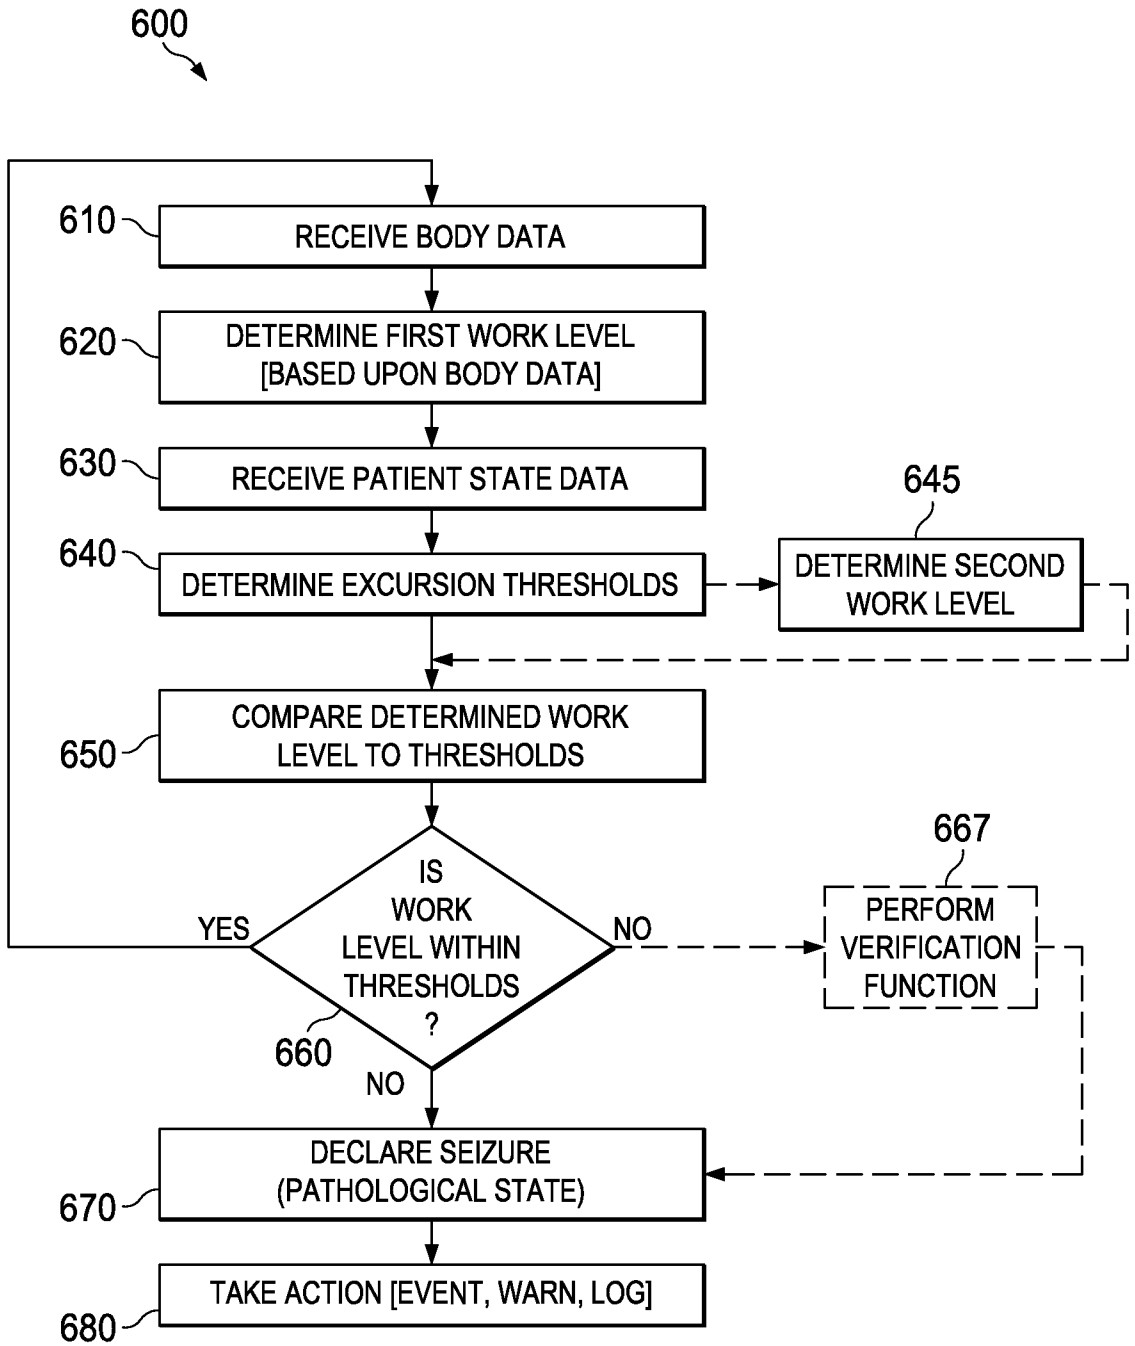 600
610
RECEIVE BODY DATA
620
DETERMINE FIRST WORK LEVEL
[BASED UPON BODY DATA]
630
RECEIVE PATIENT STATE DATA
640
DETERMINE EXCURSION THRESHOLDS
645
DETERMINE SECOND
WORK LEVEL
650
COMPARE DETERMINED WORK
LEVEL TO THRESHOLDS
660
IS
WORK
LEVEL WITHIN
THRESHOLDS
?
YES
NO
NO
667
PERFORM
VERIFICATION
FUNCTION
670
DECLARE SEIZURE
(PATHOLOGICAL STATE)
680
TAKE ACTION [EVENT, WARN, LOG]